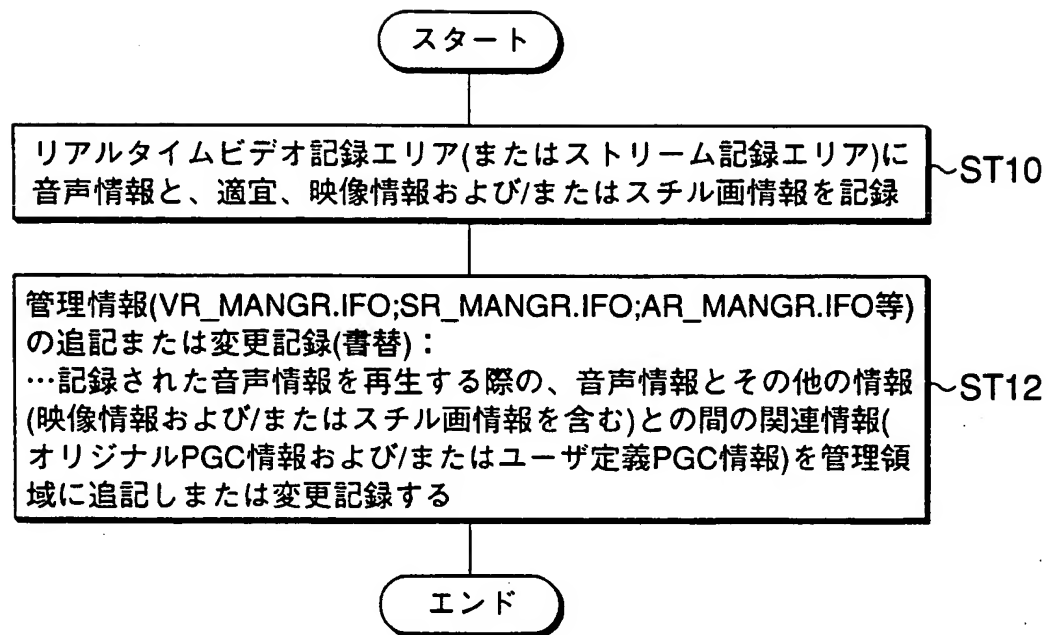 スタート
リアルタイムビデオ記録エリア(またはストリーム記録エリア)に
音声情報と、適宜、映像情報および/またはスチル画情報を記録
~ST10
管理情報(VR_MANGR.IFO;SR_MANGR.IFO;AR_MANGR.IFO等)
の追記または変更記録(書替)：
…記録された音声情報を再生する際の、音声情報とその他の情報
(映像情報および/またはスチル画情報を含む)との間の関連情報(
オリジナルPGC情報および/またはユーザ定義PGC情報)を管理領
域に追記しまたは変更記録する
~ST12
エンド